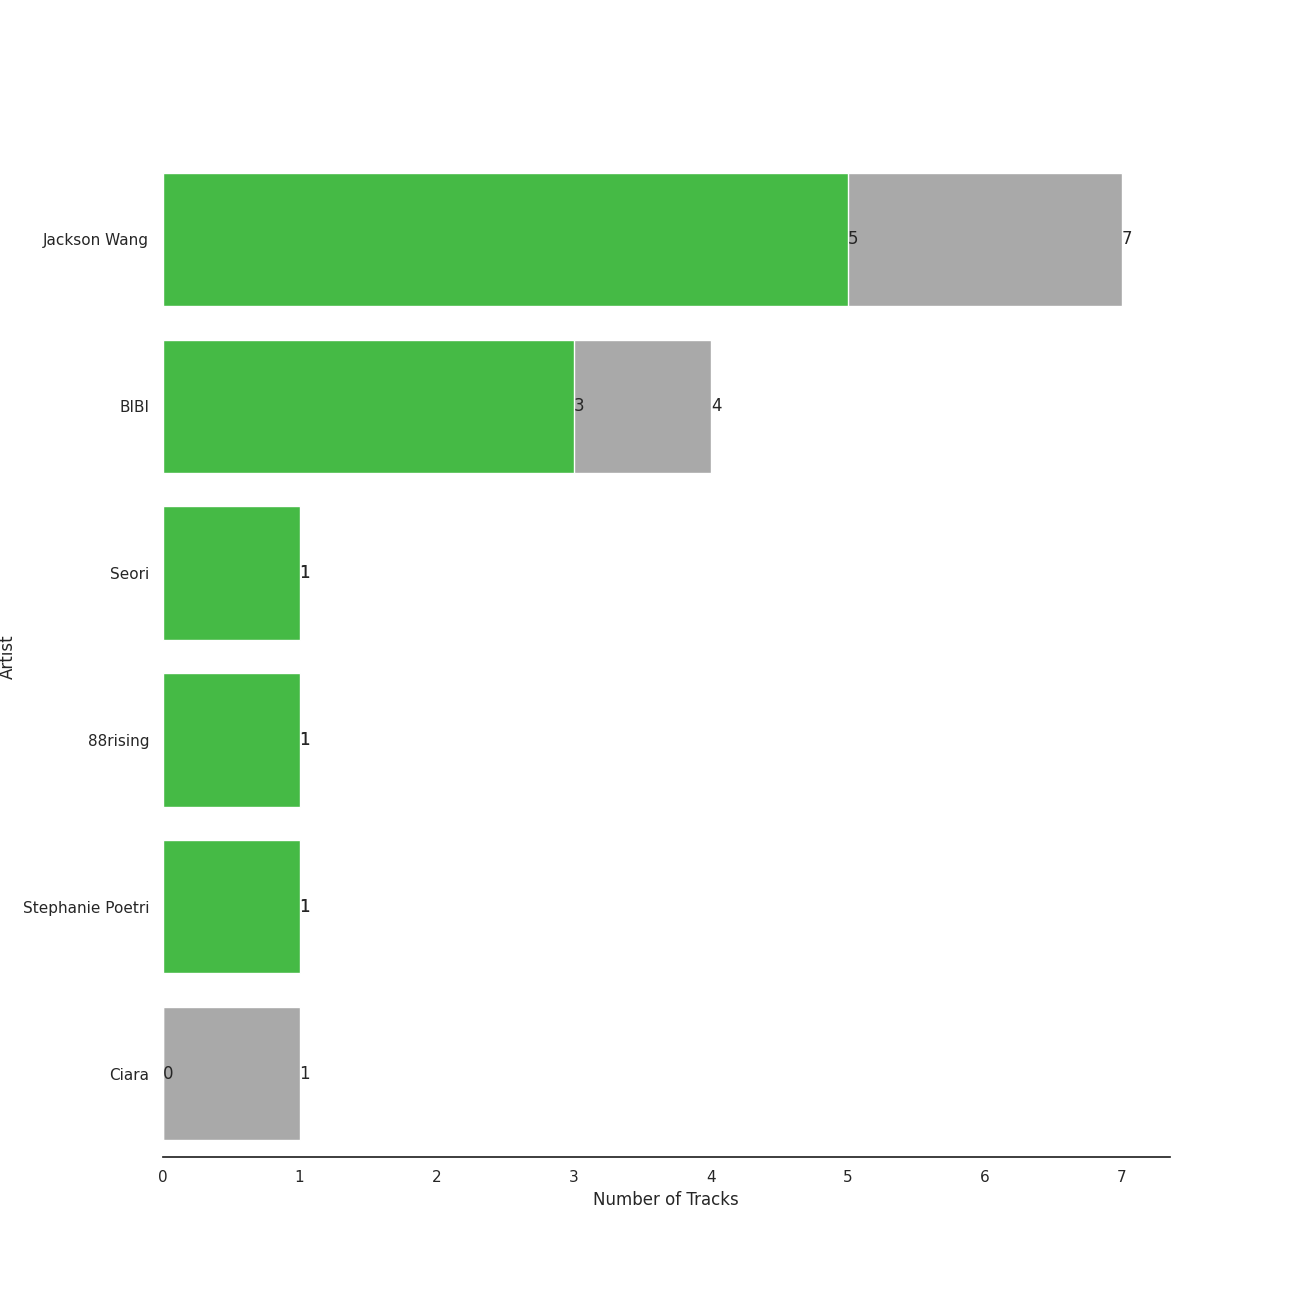 Jackson Wang
5
7
BIBI
3
4
Seori
1
88rising
1
Stephanie Poetri
1
Ciara
0
1
Artist
0 1 2 3 4 5 6 7
Number of Tracks